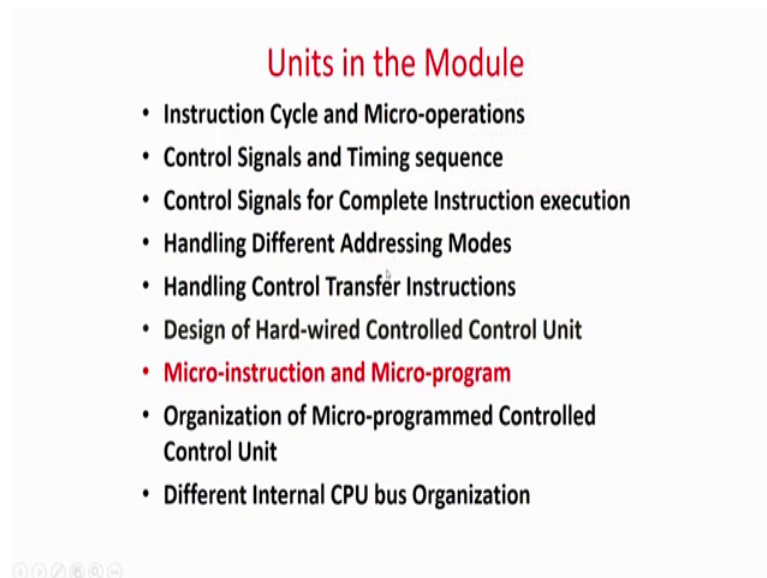 Units in the Module
• Instruction Cycle and Micro-operations
• Control Signals and Timing sequence
• Control Signals for Complete Instruction execution
• Handling Different Addressing Modes
• Handling Control Transfer Instructions
• Design of Hard-wired Controlled Control Unit
• Micro-instruction and Micro-program
• Organization of Micro-programmed Controlled
Control Unit
• Different Internal CPU bus Organization